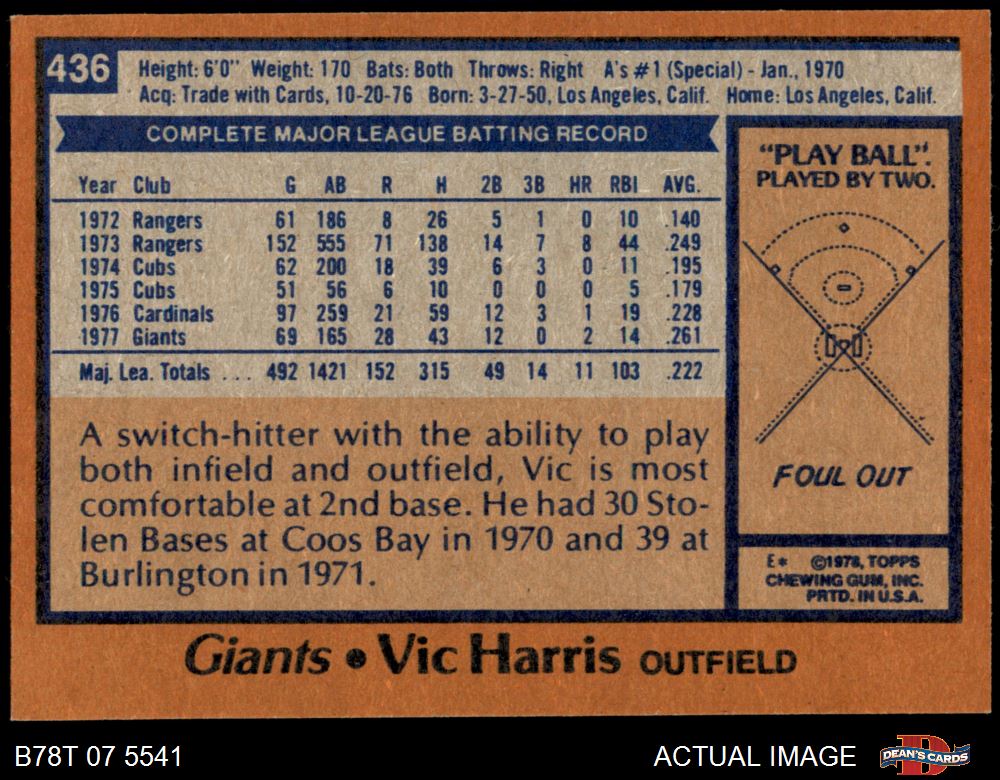 436
Height: 6'0" Weight: 170 Bats: Both Throws: Right A's #1 (Special) - Jan., 1970
Acq: Trade with Cards, 10-20-76 Born: 3-27-50, Los Angeles, Calif. Home: Los Angeles, Calif.
COMPLETE MAJOR LEAGUE BATTING RECORD
Year Club G AB R H 2B 3B HR RBI AVG.
1972 Rangers 61 186 8 26 5 1 0 10 .140
1973 Rangers 152 555 71 138 14 7 8 44 .249
1974 Cubs 62 200 18 39 6 3 0 11 .195
1975 Cubs 51 56 6 10 0 0 0 5 .179
1976 Cardinals 97 259 21 59 12 3 1 19 .228
1977 Giants 69 165 28 43 12 0 2 14 .261
Maj. Lea. Totals ... 492 1421 152 315 49 14 11 103 .222
A switch-hitter with the ability to play
both infield and outfield, Vic is most
comfortable at 2nd base. He had 30 Sto-
len Bases at Coos Bay in 1970 and 39 at
Burlington in 1971.
"PLAY BALL".
PLAYED BY TWO.
FOUL OUT
E* ©1978, TOPPS
CHEWING GUM, INC.
PRTD. IN U.S.A.
Giants • Vic Harris OUTFIELD
B78T 07 5541
ACTUAL IMAGE
D
DEAN'S CARDS